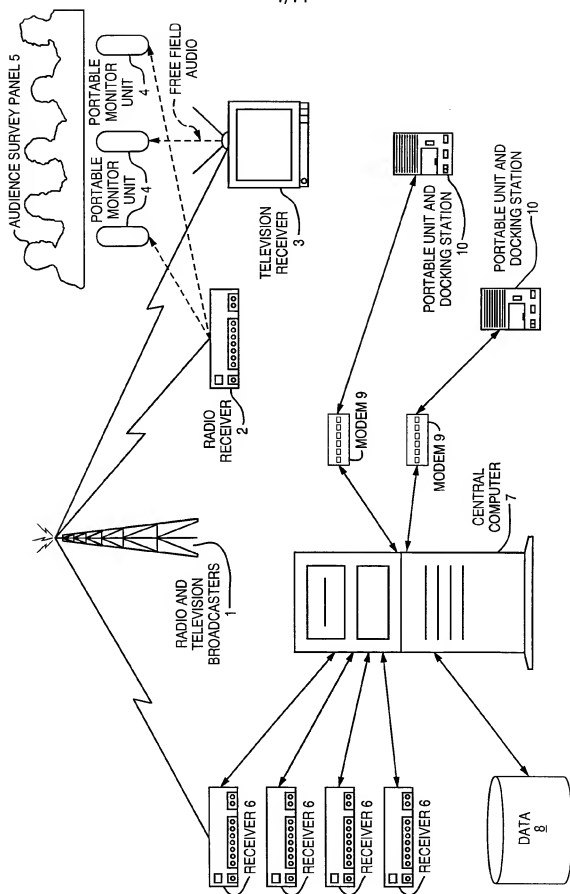 AUDIENCE SURVEY PANEL 5
PORTABLE
MONITOR
UNIT
4
PORTABLE
MONITOR
UNIT
4
FREE FIELD
AUDIO
TELEVISION
RECEIVER
3
RADIO
RECEIVER
2
RADIO AND
TELEVISION
BROADCASTERS
1
PORTABLE UNIT AND
DOCKING STATION
10
PORTABLE UNIT AND
DOCKING STATION
10
MODEM 9
MODEM 9
CENTRAL
COMPUTER
7
RECEIVER 6
RECEIVER 6
RECEIVER 6
RECEIVER 6
DATA
8